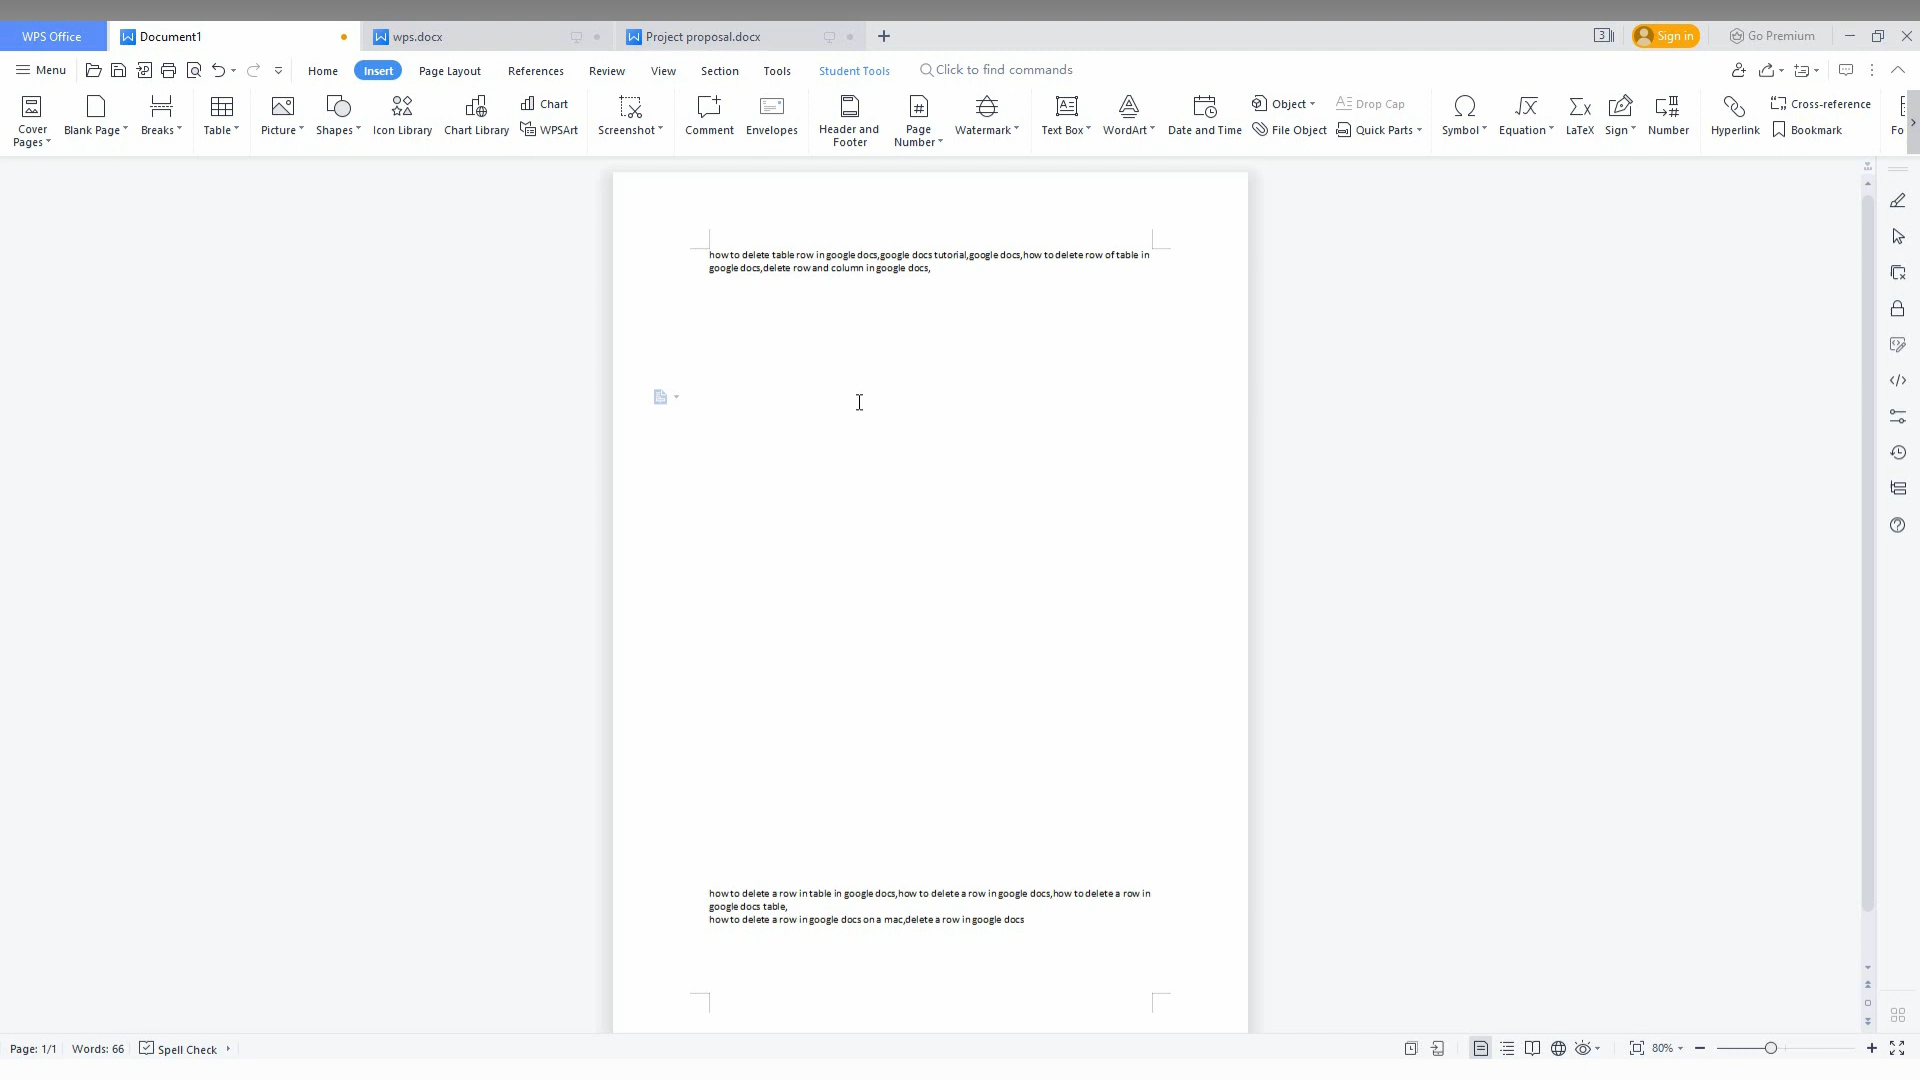 WPS Office Document1 wps.docx Project proposal.docx 3 Sign in Go Premium
Menu Home Insert Page Layout References Review View Section Tools Student Tools Click to find commands
Cover Pages Blank Page Breaks Table Picture Shapes Icon Library Chart Library Chart WPSArt Screenshot Comment Envelopes Header and Footer Page Number Watermark Text Box WordArt Date and Time Object File Object Drop Cap Quick Parts Symbol Equation LaTeX Sign Number Hyperlink Cross-reference Bookmark Fo
how to delete table row in google docs,google docs tutorial,google docs,how to delete row of table in
google docs,delete row and column in google docs,
how to delete a row in table in google docs,how to delete a row in google docs,how to delete a row in
google docs table,
how to delete a row in google docs on a mac,delete a row in google docs
Page: 1/1 Words: 66 Spell Check 80%